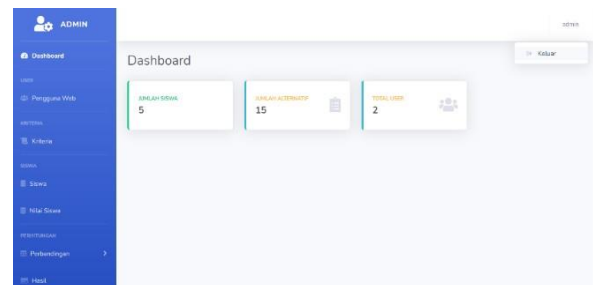 ADMIN
admin
Dashboard
Keluar
Dashboard
USER
Pengguna Web
JUMLAH SISWA
5
JUMLAH ALTERNATIF
15
TOTAL USER
2
KRITERIA
Kriteria
SISWA
Siswa
Nilai Siswa
PERHITUNGAN
Perbandingan
Hasil